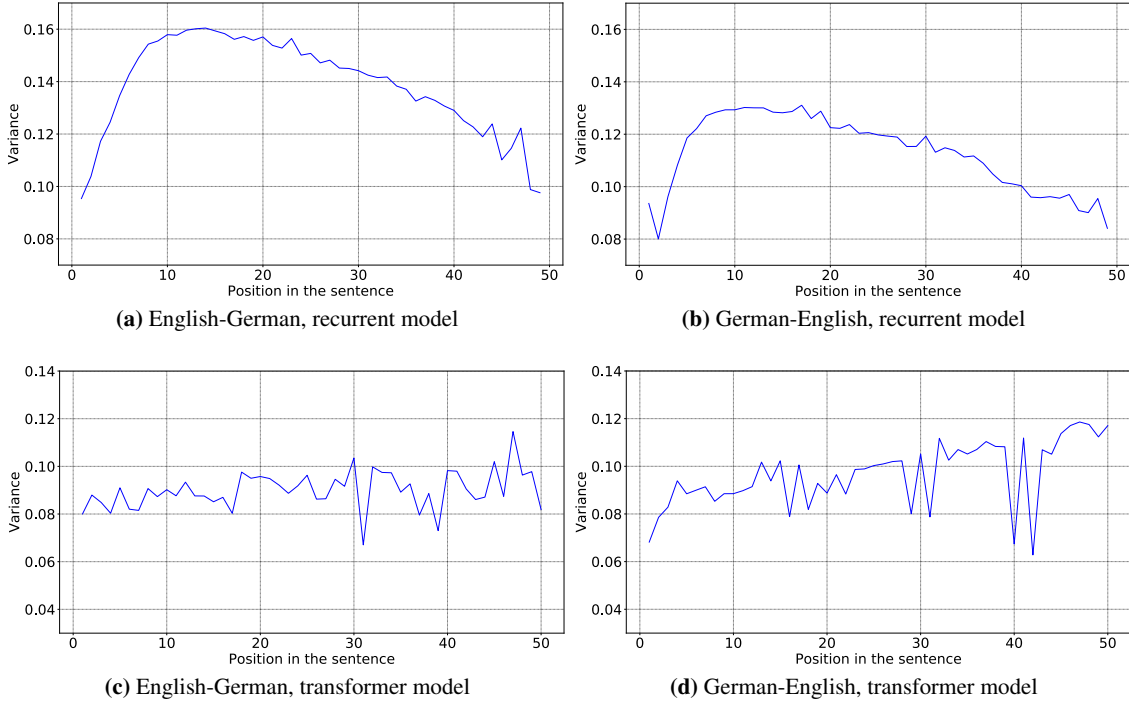 0.16
0.14
0.12
0.10
0.08
Variance
0 10 20 30 40 50
Position in the sentence
(a) English-German, recurrent model
0.16
0.14
0.12
0.10
0.08
Variance
0 10 20 30 40 50
Position in the sentence
(b) German-English, recurrent model
0.14
0.12
0.10
0.08
0.06
0.04
Variance
0 10 20 30 40 50
Position in the sentence
(c) English-German, transformer model
0.14
0.12
0.10
0.08
0.06
0.04
Variance
0 10 20 30 40 50
Position in the sentence
(d) German-English, transformer model